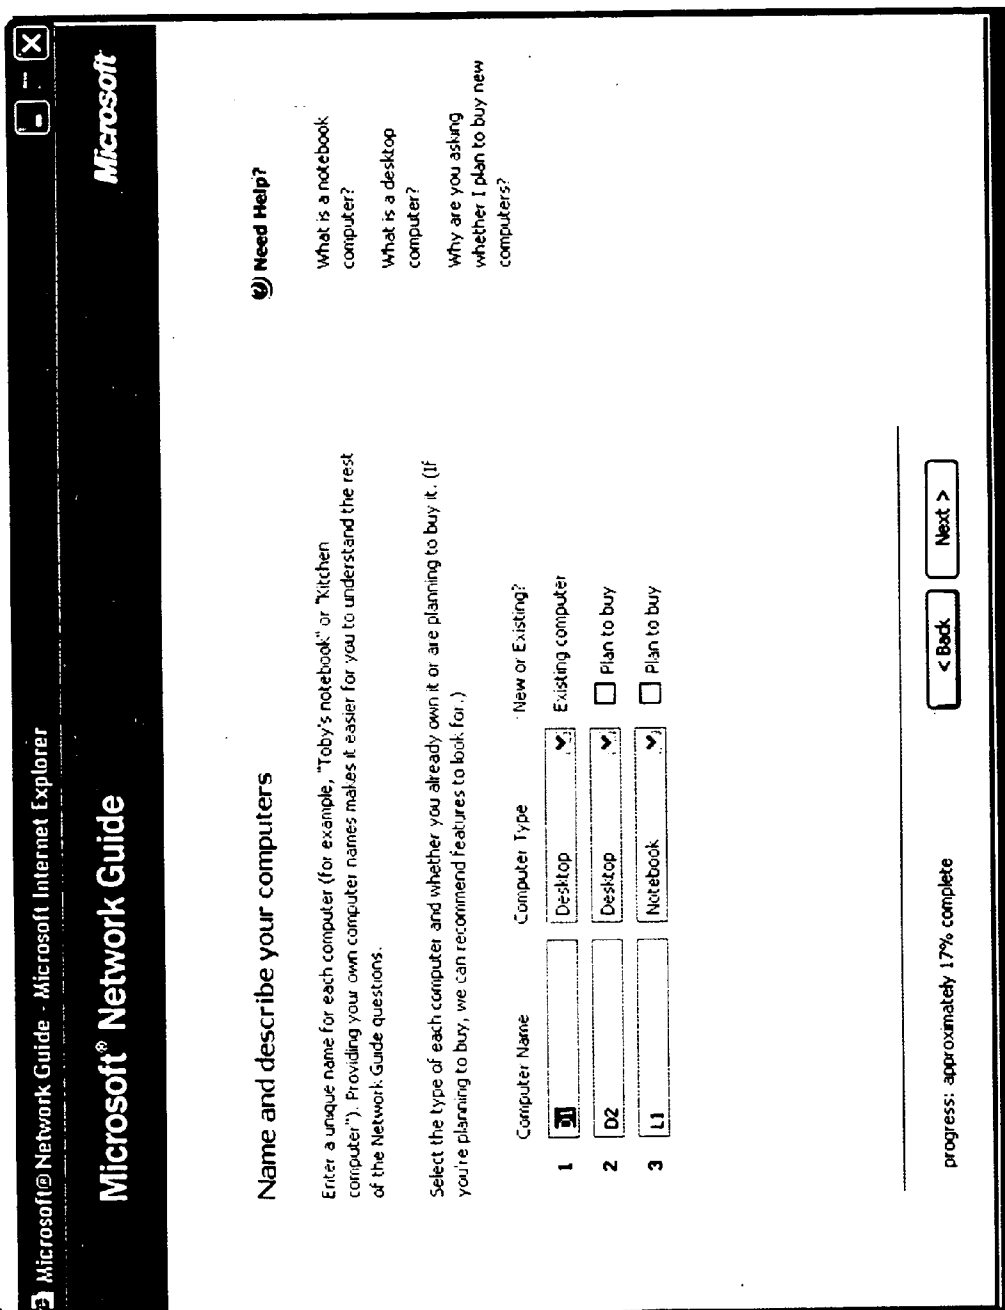 Microsoft® Network Guide - Microsoft Internet Explorer
Microsoft® Network Guide
Microsoft
Name and describe your computers
Enter a unique name for each computer (for example, "Toby's notebook" or "Kitchen
computer"). Providing your own computer names makes it easier for you to understand the rest
of the Network Guide questions.
Select the type of each computer and whether you already own it or are planning to buy it. (If
you're planning to buy, we can recommend features to look for.)
Computer Name Computer Type New or Existing?
1 D1 Desktop Existing computer
2 D2 Desktop Plan to buy
3 L1 Notebook Plan to buy
Need Help?
What is a notebook
computer?
What is a desktop
computer?
Why are you asking
whether I plan to buy new
computers?
progress: approximately 17% complete
< Back Next >